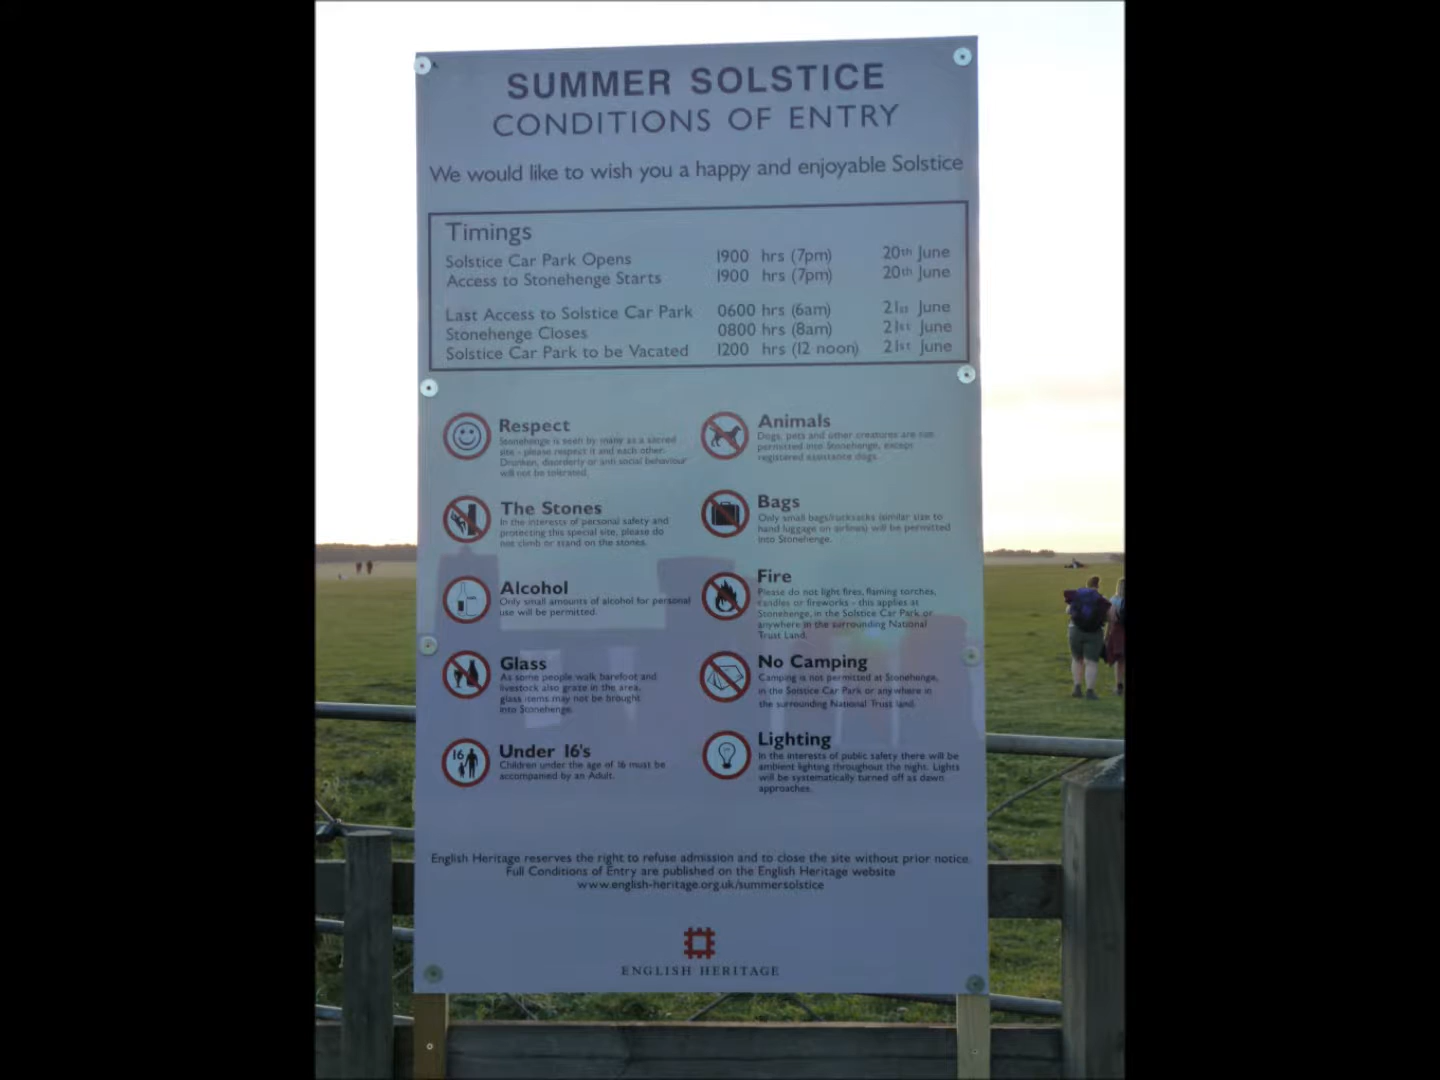 SUMMER SOLSTICE
CONDITIONS OF ENTRY
We would like to wish you a happy and enjoyable Solstice
Timings
Solstice Car Park Opens 1900 hrs (7pm) 20th June
Access to Stonehenge Starts 1900 hrs (7pm) 20th June
Last Access to Solstice Car Park 0600 hrs (6am) 21st June
Stonehenge Closes 0800 hrs (8am) 21st June
Solstice Car Park to be Vacated 1200 hrs (12 noon) 21st June
Respect
Stonehenge is seen by many as a sacred
site - please respect it and each other.
Drunken, disorderly or anti social behaviour
will not be tolerated.
The Stones
In the interests of personal safety and
protecting this special site, please do
not climb or stand on the stones.
Alcohol
Only small amounts of alcohol for personal
use will be permitted.
Glass
As some people walk barefoot and
livestock also graze in the area,
glass items may not be brought
into Stonehenge.
16
Under 16's
Children under the age of 16 must be
accompanied by an Adult.
Animals
Dogs, pets and other creatures are not
permitted into Stonehenge, except
registered assistance dogs.
Bags
Only small bags/rucksacks (similar size to
hand luggage on airlines) will be permitted
into Stonehenge.
Fire
Please do not light fires, flaming torches,
candles or fireworks - this applies at
Stonehenge, in the Solstice Car Park or
anywhere in the surrounding National
Trust Land.
No Camping
Camping is not permitted at Stonehenge,
in the Solstice Car Park or anywhere in
the surrounding National Trust land.
Lighting
In the interests of public safety there will be
ambient lighting throughout the night. Lights
will be systematically turned off as dawn
approaches.
English Heritage reserves the right to refuse admission and to close the site without prior notice.
Full Conditions of Entry are published on the English Heritage website
www.english-heritage.org.uk/summersolstice
ENGLISH HERITAGE